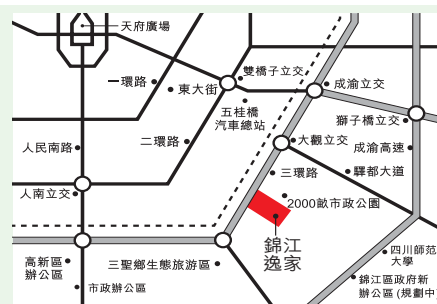 天府廣場
一環路
東大街
雙橋子立交
成渝立交
五桂橋
汽車總站
獅子橋立交
人民南路
二環路
大觀立交
成渝高速
三環路
驛都大道
人南立交
2000畝市政公園
錦江
逸家
高新區
辦公區
三聖鄉生態旅游區
四川師范
大學
市政辦公區
錦江區政府新
辦公區 (規劃中